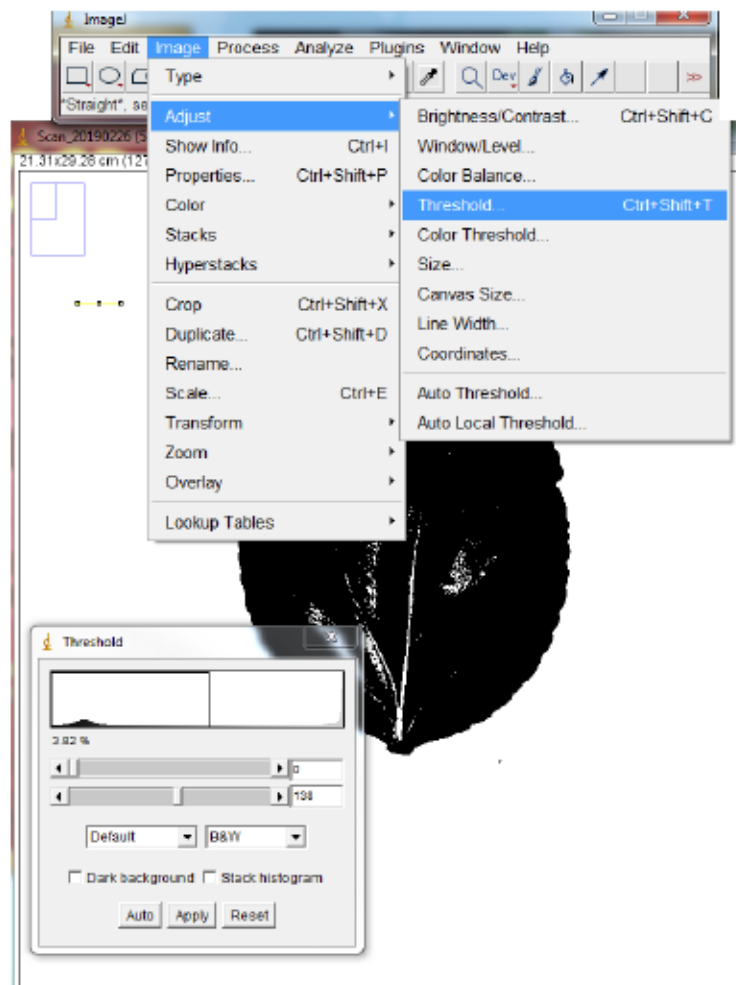 ImageJ
File Edit Image Process Analyze Plugins Window Help
Dev
>>
Type
*Straight*, se
Adjust
Brightness/Contrast... Ctrl+Shift+C
Scan_20190226 (5
Show Info... Ctrl+I
Window/Level...
21.31x29.28 cm (127
Properties... Ctrl+Shift+P
Color Balance...
Color
Threshold... Ctrl+Shift+T
Stacks
Color Threshold...
Hyperstacks
Size...
Crop Ctrl+Shift+X
Canvas Size...
Duplicate... Ctrl+Shift+D
Line Width...
Rename...
Coordinates...
Scale... Ctrl+E
Auto Threshold...
Transform
Auto Local Threshold...
Zoom
Overlay
Lookup Tables
Threshold
x
3.92 %
0
138
Default B&W
Dark background Stack histogram
Auto Apply Reset